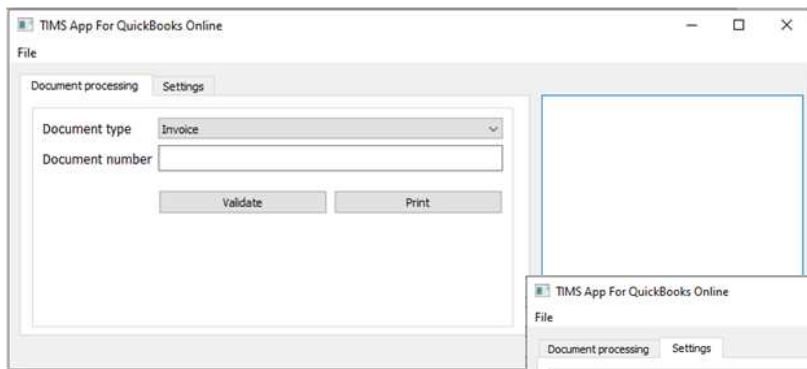 TIMS App For QuickBooks Online
File
Document processing Settings
Document type Invoice
Document number
Validate Print
TIMS App For QuickBooks Online
File
Document processing Settings